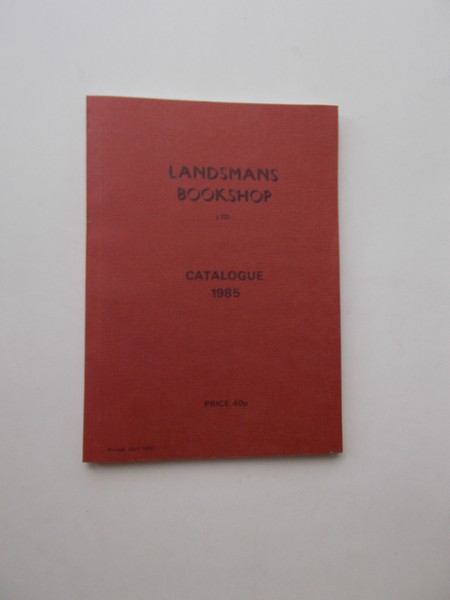 LANDSMANS
BOOKSHOP
LTD.
CATALOGUE
1985
PRICE 40p